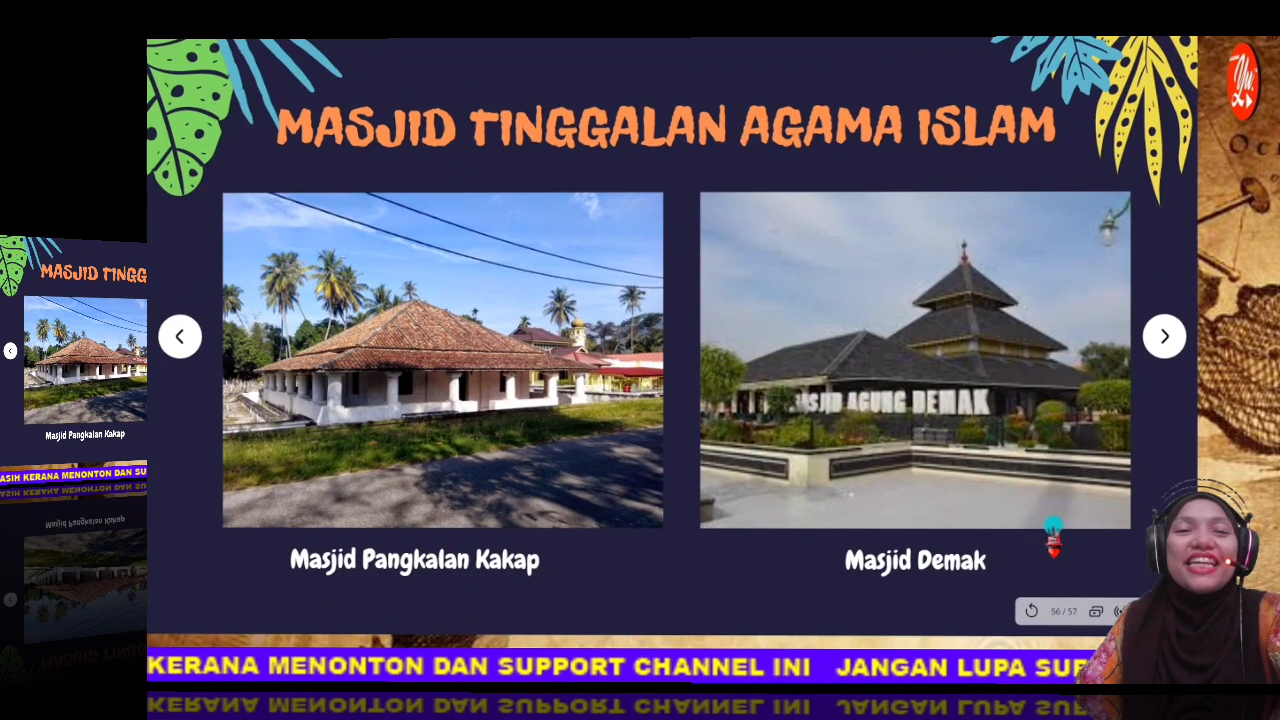 MASJID TINGGALAN AGAMA ISLAM
MASJID AGUNG DEMAK
Masjid Pangkalan Kakap
Masjid Demak
56 / 57
KERANA MENONTON DAN SUPPORT CHANNEL INI JANGAN LUPA SUB
MASJID TINGG
Masjid Pangkalan Kakap
ASIH KERANA MENONTON DAN SU